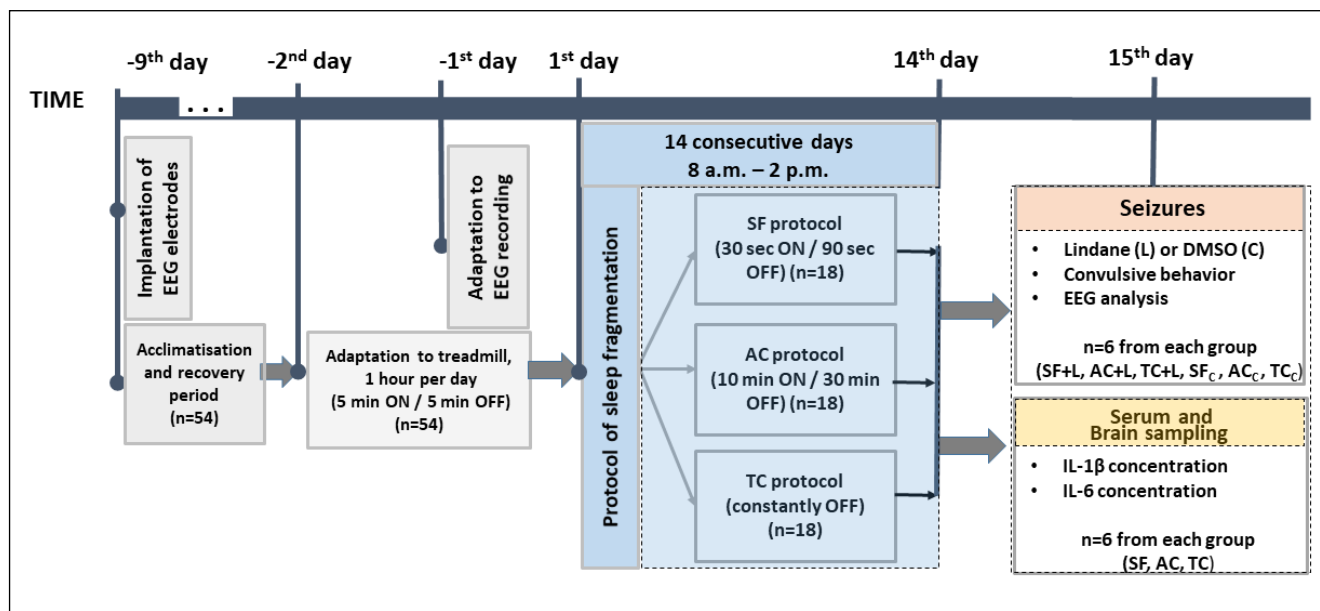 -9th day
-2nd day
-1st day
1st day
14th day
15th day
TIME
. . .
Implantation of
EEG electrodes
Acclimatisation
and recovery
period
(n=54)
Adaptation to
EEG recording
Adaptation to treadmill,
1 hour per day
(5 min ON / 5 min OFF)
(n=54)
14 consecutive days
8 a.m. – 2 p.m.
Protocol of sleep fragmentation
SF protocol
(30 sec ON / 90 sec
OFF) (n=18)
AC protocol
(10 min ON / 30 min
OFF) (n=18)
TC protocol
(constantly OFF)
(n=18)
Seizures
• Lindane (L) or DMSO (C)
• Convulsive behavior
• EEG analysis
n=6 from each group
(SF+L, AC+L, TC+L, SFC, ACC, TCC)
Serum and
Brain sampling
• IL-1β concentration
• IL-6 concentration
n=6 from each group
(SF, AC, TC)